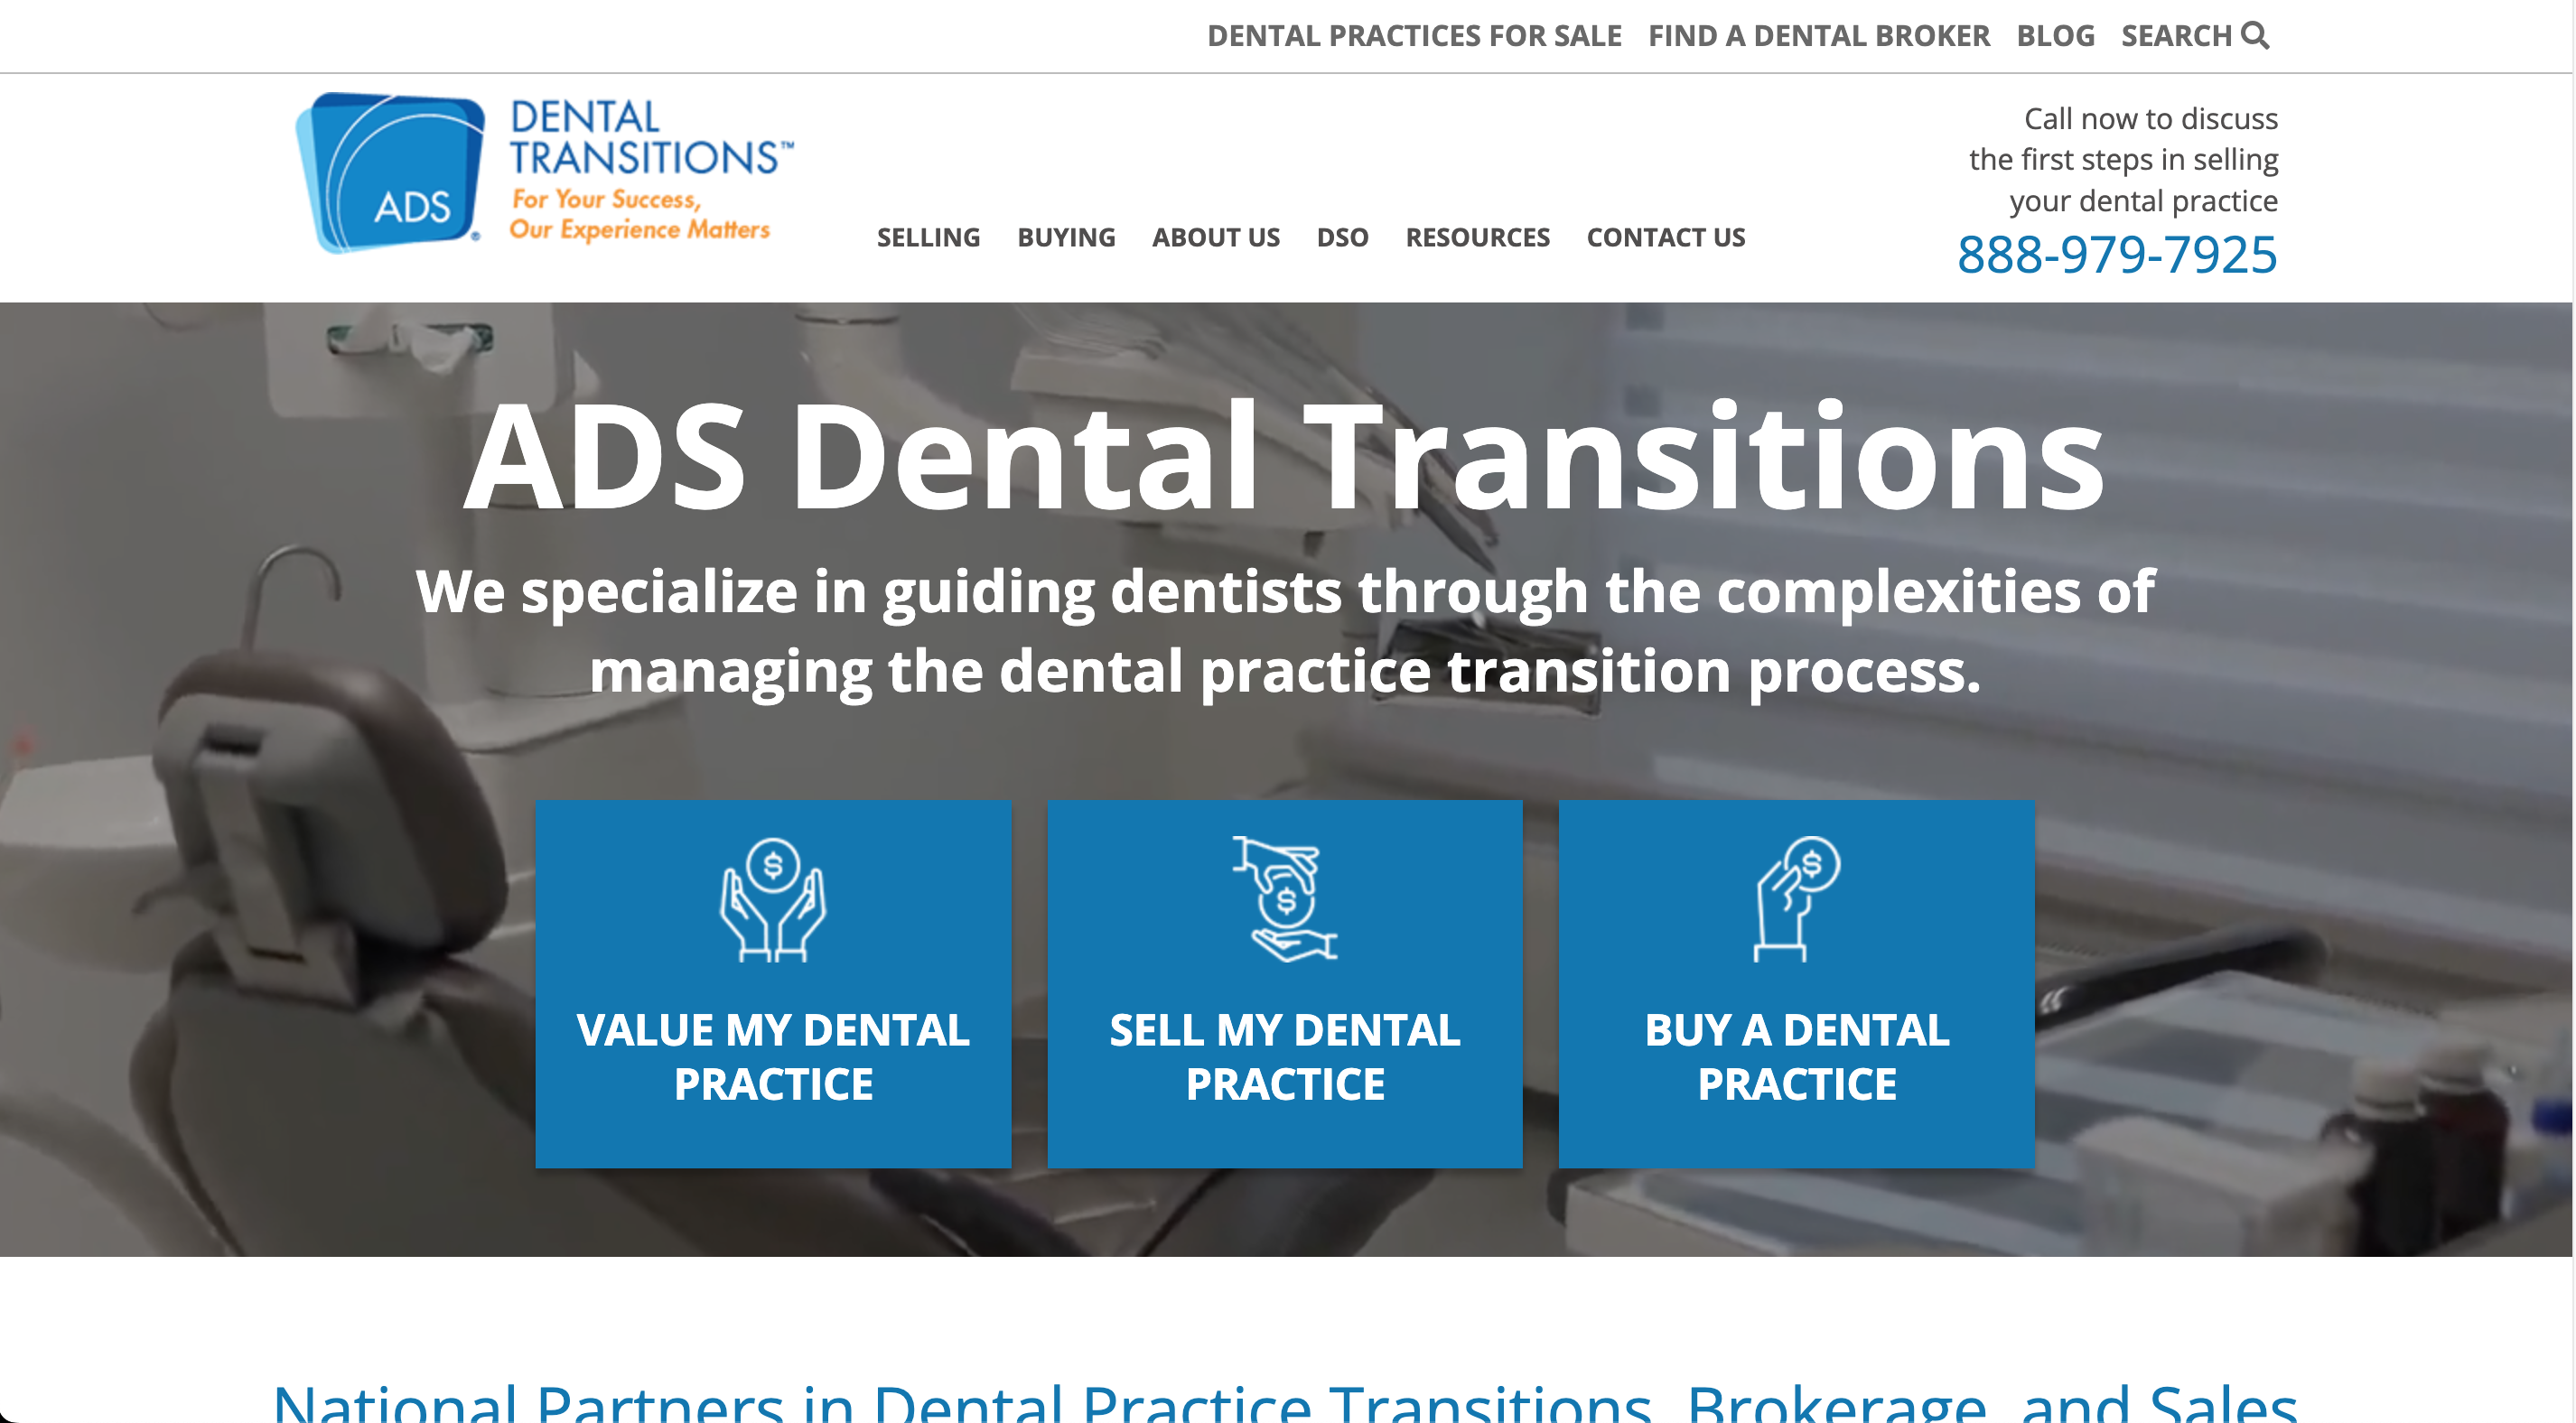 DENTAL PRACTICES FOR SALE FIND A DENTAL BROKER BLOG SEARCH
DENTAL
TRANSITIONS™
For Your Success,
Our Experience Matters
ADS®
SELLING BUYING ABOUT US DSO RESOURCES CONTACT US
Call now to discuss
the first steps in selling
your dental practice
888-979-7925
ADS Dental Transitions
We specialize in guiding dentists through the complexities of
managing the dental practice transition process.
$
VALUE MY DENTAL
PRACTICE
$
SELL MY DENTAL
PRACTICE
$
BUY A DENTAL
PRACTICE
National Partners in Dental Practice Transitions, Brokerage, and Sales